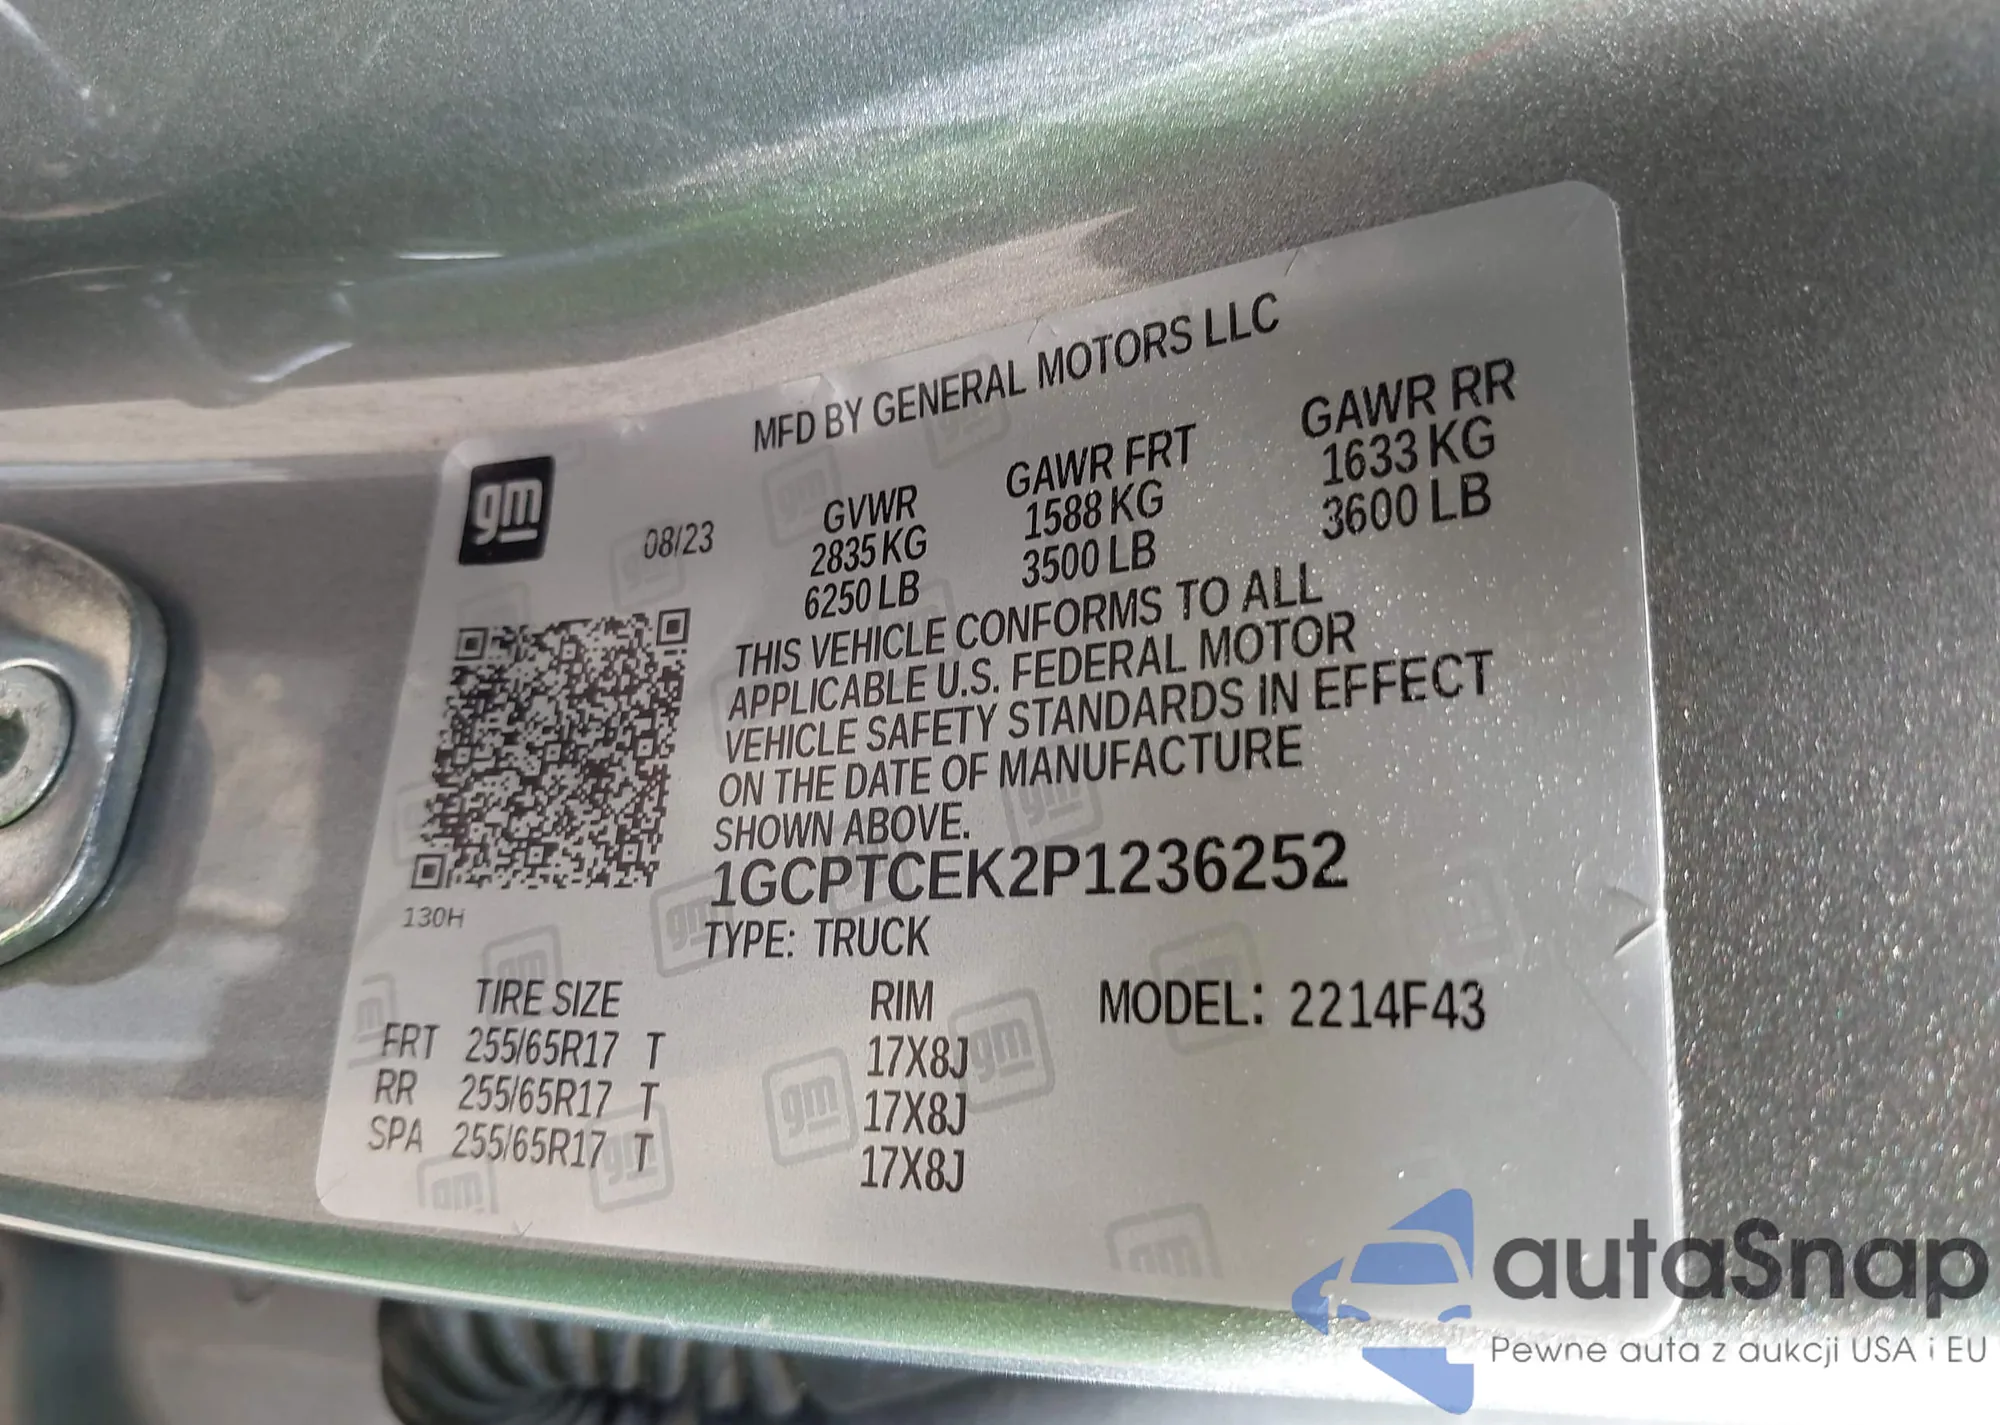 MFD BY GENERAL MOTORS LLC
gm
08/23
GVWR GAWR FRT GAWR RR
2835 KG 1588 KG 1633 KG
6250 LB 3500 LB 3600 LB
THIS VEHICLE CONFORMS TO ALL
APPLICABLE U.S. FEDERAL MOTOR
VEHICLE SAFETY STANDARDS IN EFFECT
ON THE DATE OF MANUFACTURE
SHOWN ABOVE.
1GCPTCEK2P1236252
130H
TYPE: TRUCK
TIRE SIZE RIM MODEL: 2214F43
FRT 255/65R17 T 17X8J
RR 255/65R17 T 17X8J
SPA 255/65R17 T 17X8J
autaSnap
Pewne auta z aukcji USA i EU